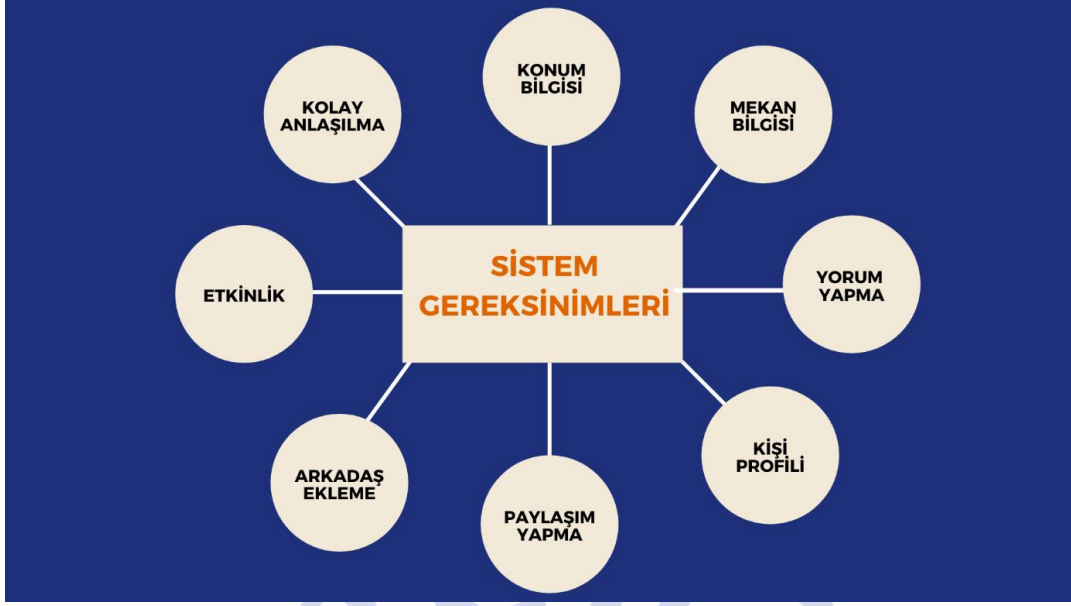 KONUM
BİLGİSİ
KOLAY
ANLAŞILMA
MEKAN
BİLGİSİ
SİSTEM
GEREKSİNİMLERİ
ETKİNLİK
YORUM
YAPMA
ARKADAŞ
EKLEME
PAYLAŞIM
YAPMA
KİŞİ
PROFİLİ